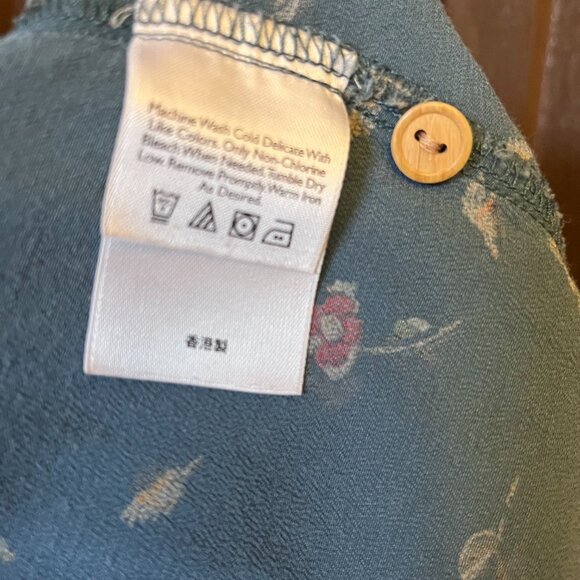 Machine Wash Cold Delicate With
Like Colors. Only Non-Chlorine
Bleach When Needed. Tumble Dry
Low. Remove Promptly. Warm Iron
As Desired.
香港製